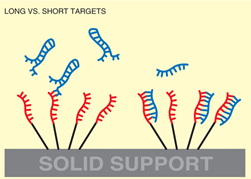 LONG VS. SHORT TARGETS
SOLID SUPPORT